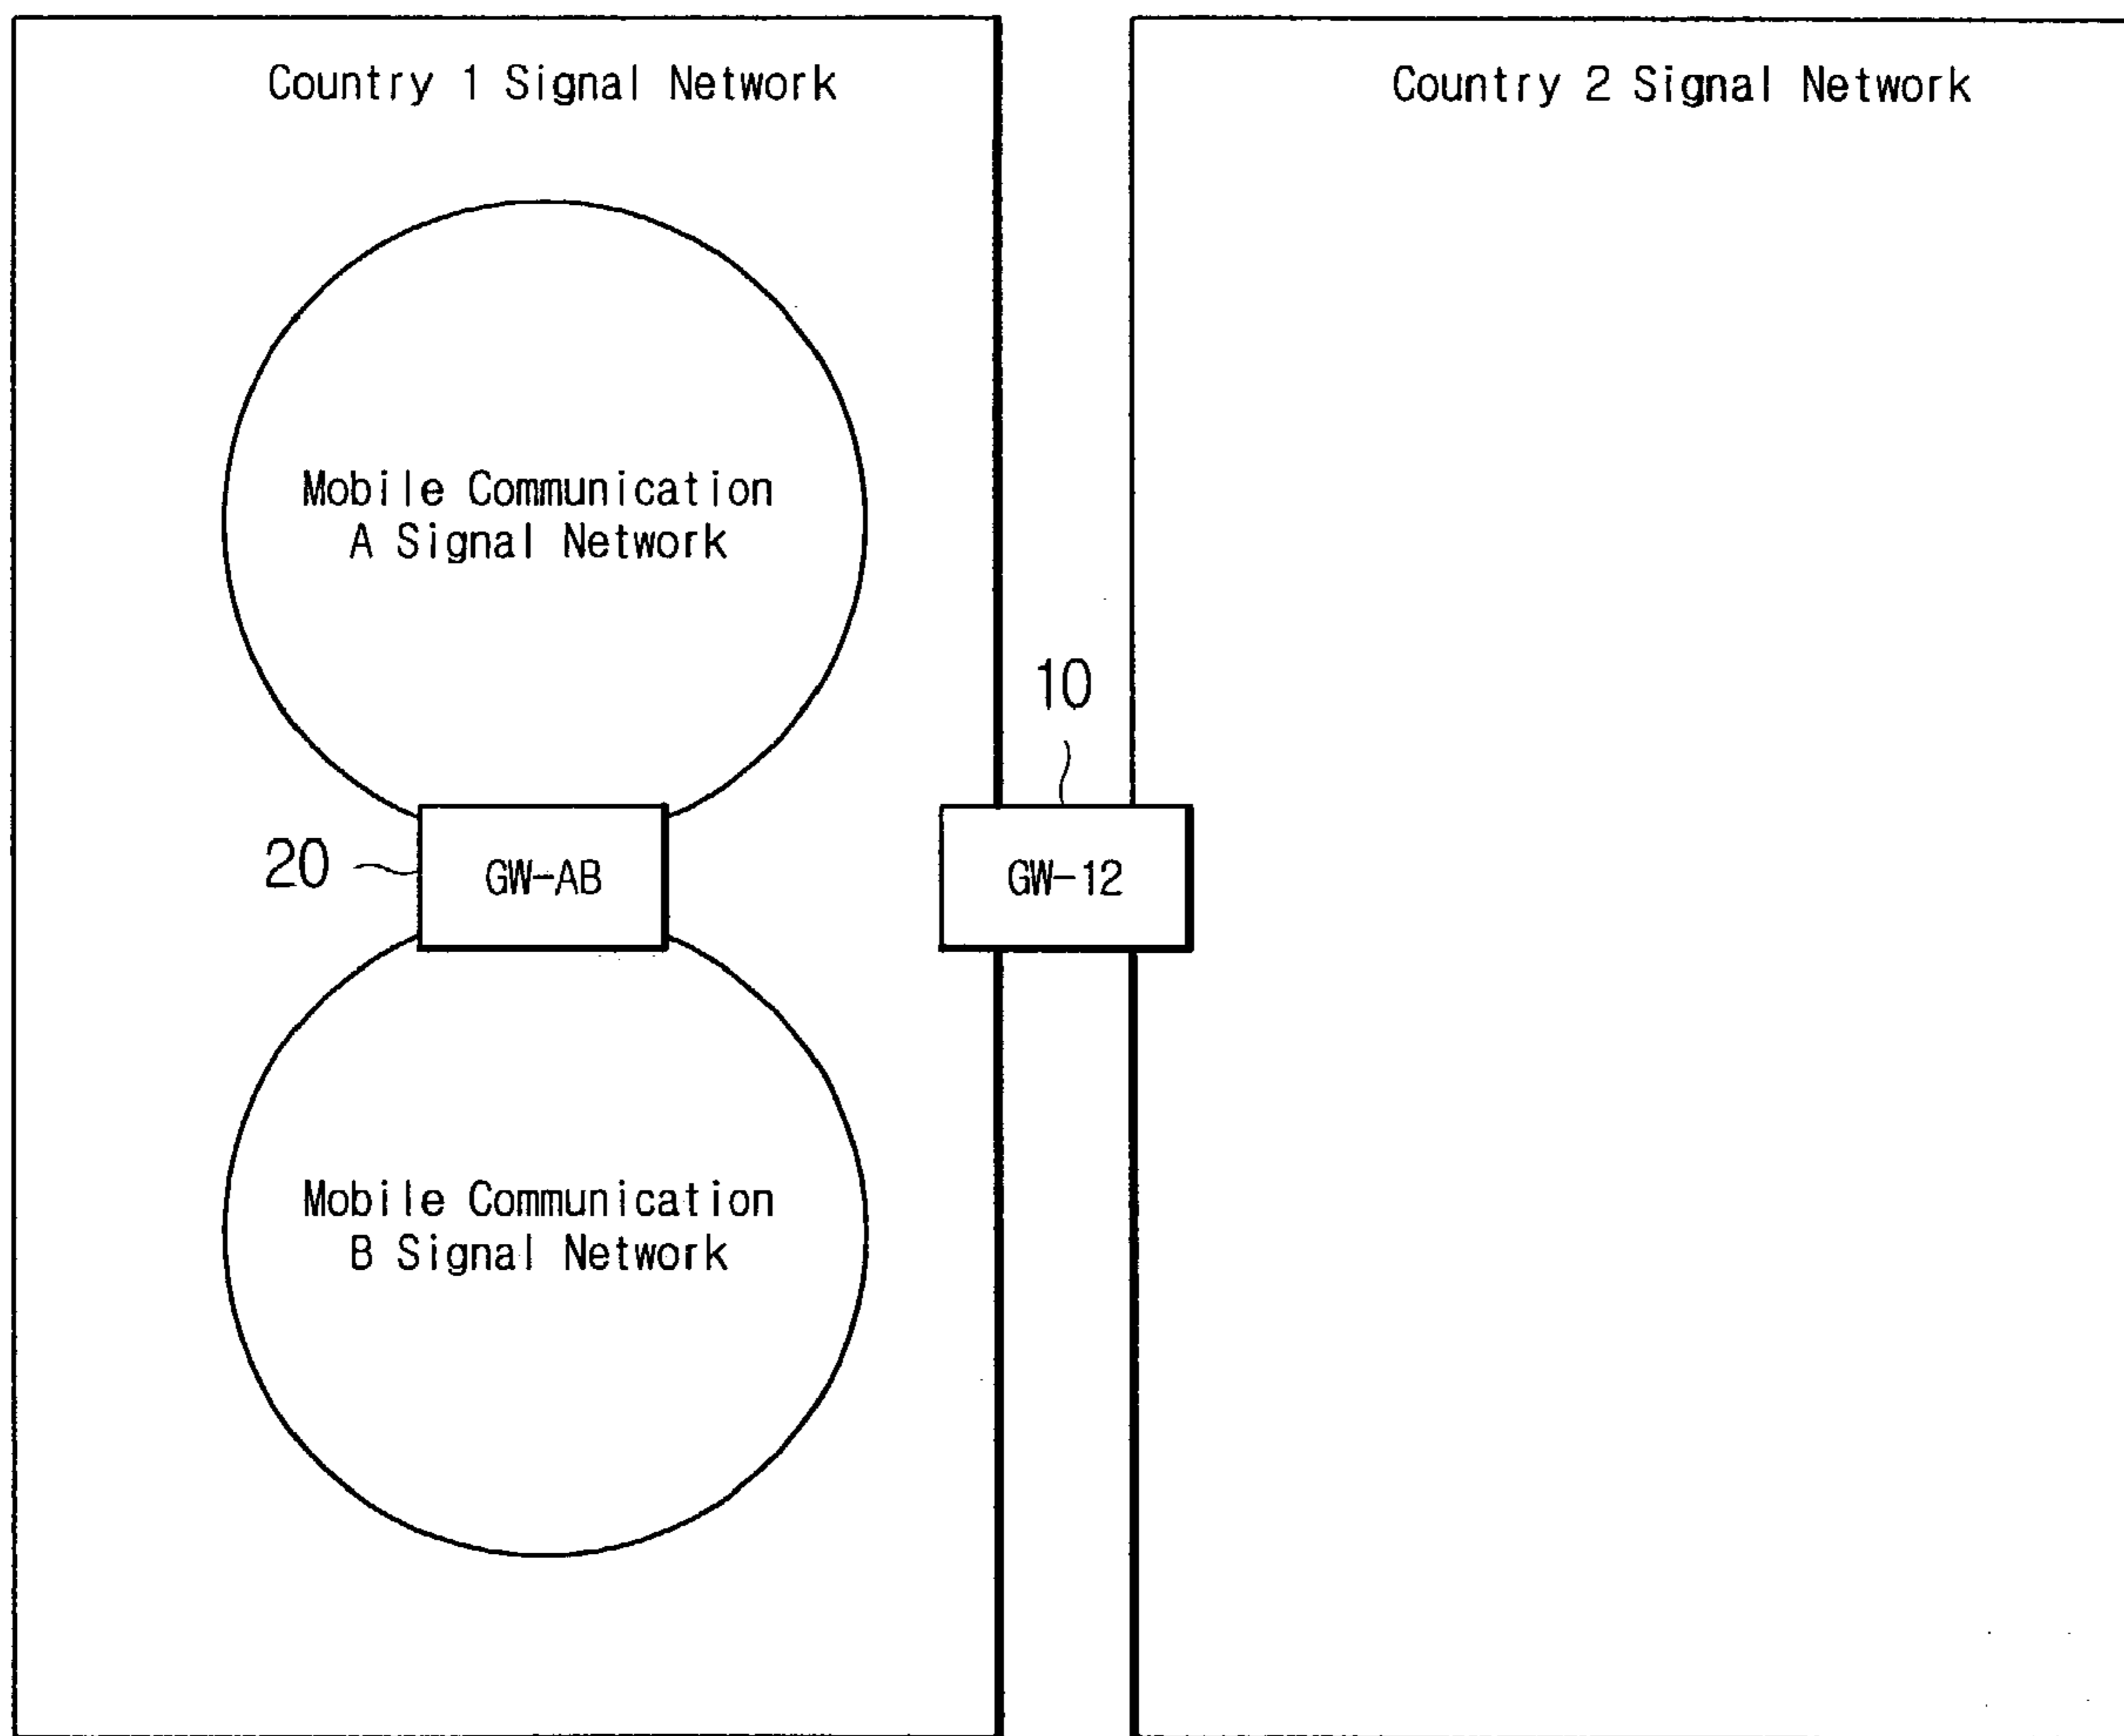 Country 1 Signal Network
Country 2 Signal Network
Mobile Communication
A Signal Network
10
20
GW-AB
GW-12
Mobile Communication
B Signal Network